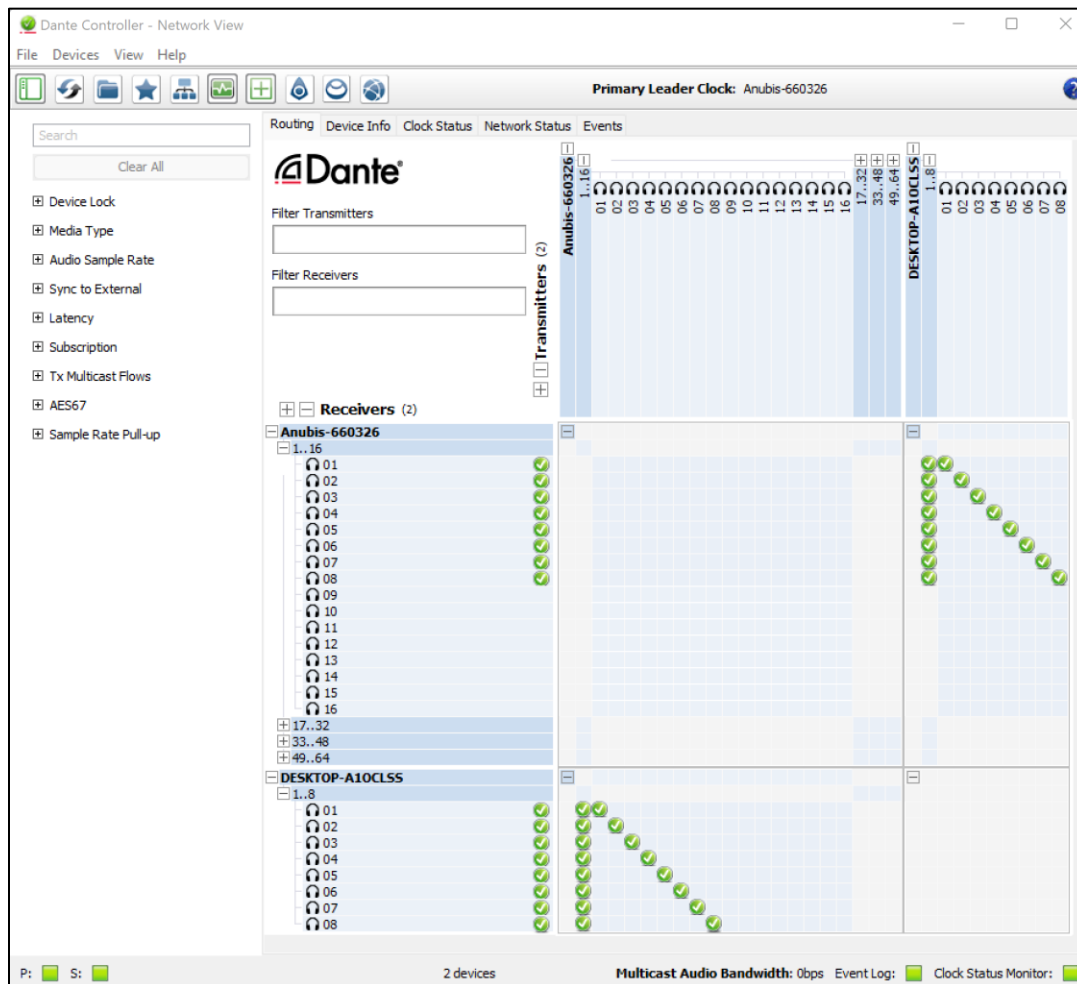 Dante Controller - Network View
File Devices View Help
Primary Leader Clock: Anubis-660326
?
Search
Clear All
Device Lock
Media Type
Audio Sample Rate
Sync to External
Latency
Subscription
Tx Multicast Flows
AES67
Sample Rate Pull-up
Routing Device Info Clock Status Network Status Events
Dante®
Filter Transmitters
Filter Receivers
Transmitters (2)
Anubis-660326
1..16
01
02
03
04
05
06
07
08
09
10
11
12
13
14
15
16
17..32
33..48
49..64
DESKTOP-A10CLSS
1..8
01
02
03
04
05
06
07
08
Receivers (2)
Anubis-660326
1..16
01
02
03
04
05
06
07
08
09
10
11
12
13
14
15
16
17..32
33..48
49..64
DESKTOP-A10CLSS
1..8
01
02
03
04
05
06
07
08
P: S: 2 devices Multicast Audio Bandwidth: 0bps Event Log: Clock Status Monitor: